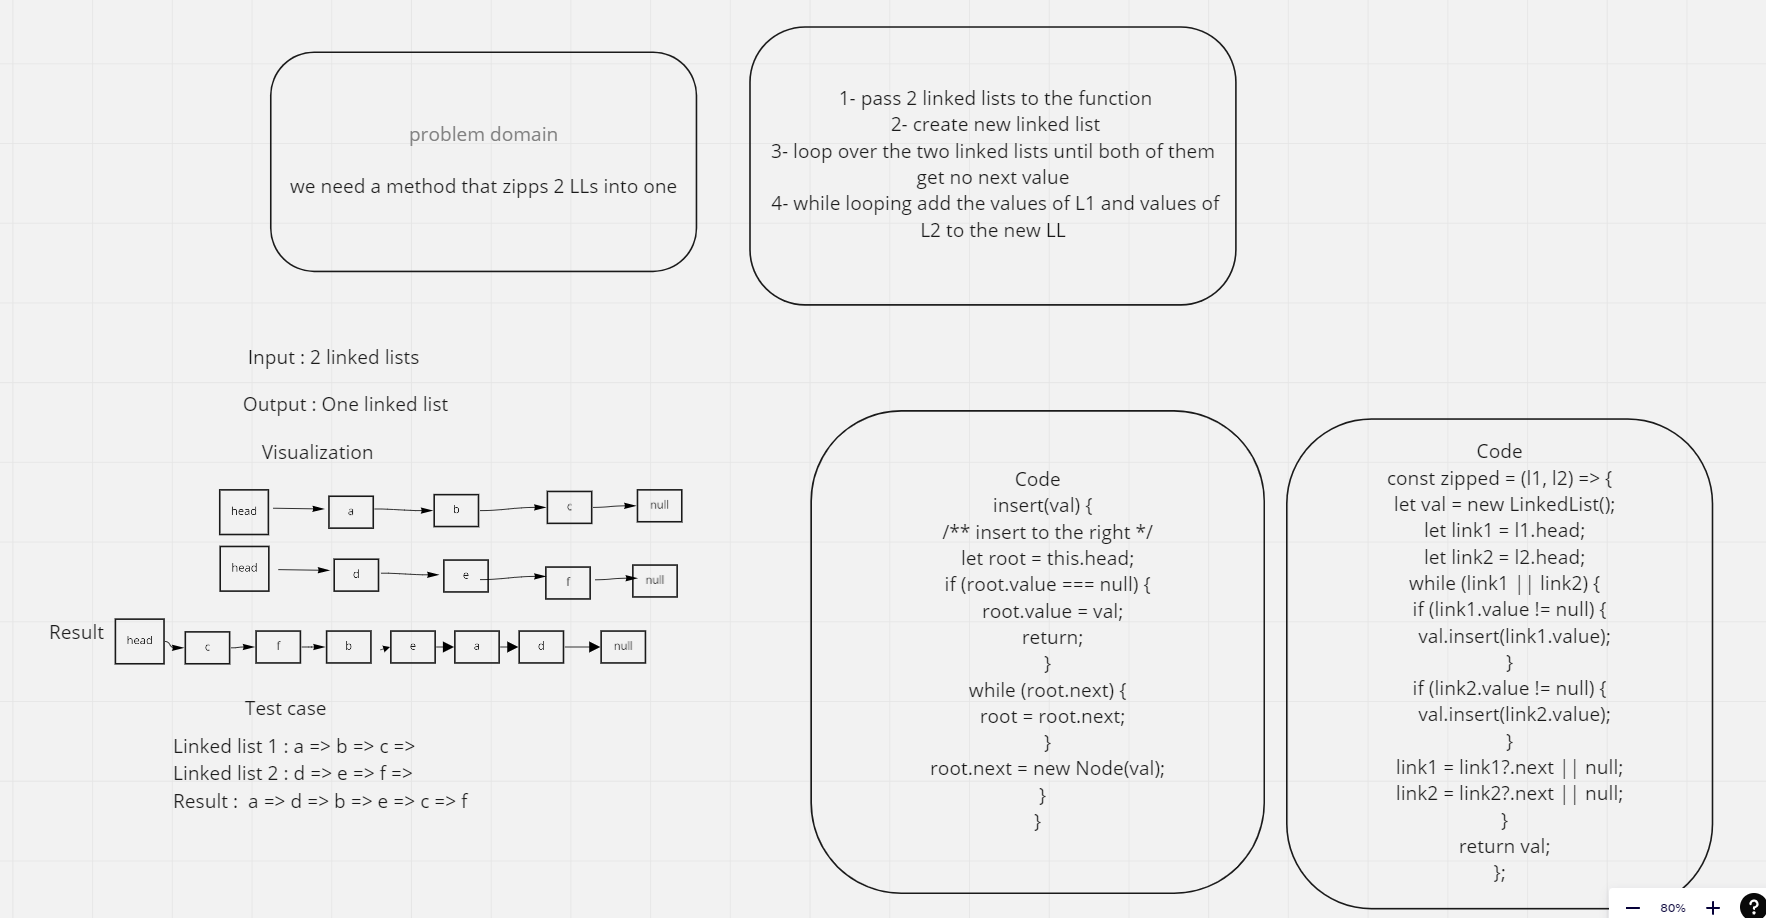 problem domain
we need a method that zipps 2 LLs into one
1- pass 2 linked lists to the function
2- create new linked list
3- loop over the two linked lists until both of them
get no next value
4- while looping add the values of L1 and values of
L2 to the new LL
Input : 2 linked lists
Output : One linked list
Visualization
head a b c null
head d e f null
Result head c f b e a d null
Test case
Linked list 1 : a => b => c =>
Linked list 2 : d => e => f =>
Result :  a => d => b => e => c => f
Code
insert(val) {
/** insert to the right */
let root = this.head;
if (root.value === null) {
root.value = val;
return;
}
while (root.next) {
root = root.next;
}
root.next = new Node(val);
}
}
Code
const zipped = (l1, l2) => {
let val = new LinkedList();
let link1 = l1.head;
let link2 = l2.head;
while (link1 || link2) {
if (link1.value != null) {
val.insert(link1.value);
}
if (link2.value != null) {
val.insert(link2.value);
}
link1 = link1?.next || null;
link2 = link2?.next || null;
}
return val;
};
− 80% + ?